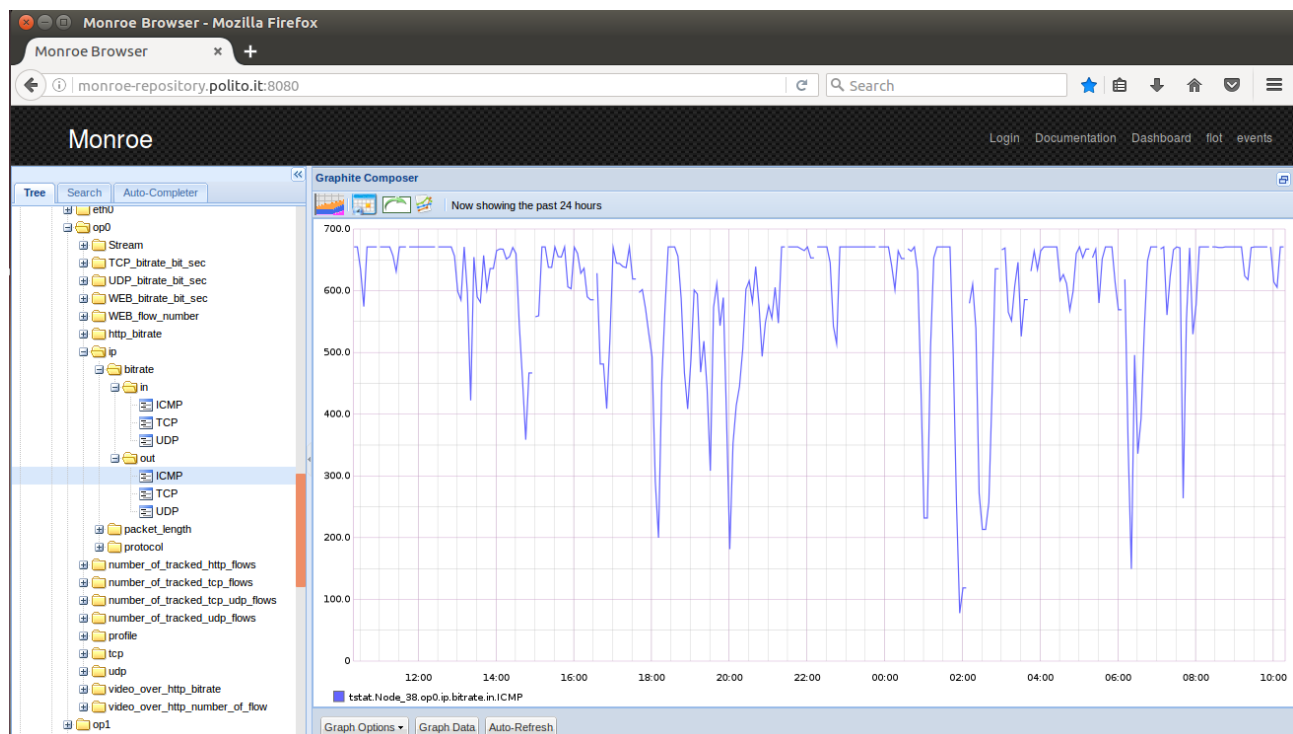 Monroe Browser - Mozilla Firefox
Monroe Browser
monroe-repository.polito.it:8080
Search
Monroe
Login Documentation Dashboard flot events
Tree Search Auto-Completer
eth0
op0
Stream
TCP_bitrate_bit_sec
UDP_bitrate_bit_sec
WEB_bitrate_bit_sec
WEB_flow_number
http_bitrate
ip
bitrate
in
ICMP
TCP
UDP
out
ICMP
TCP
UDP
packet_length
protocol
number_of_tracked_http_flows
number_of_tracked_tcp_flows
number_of_tracked_tcp_udp_flows
number_of_tracked_udp_flows
profile
tcp
udp
video_over_http_bitrate
video_over_http_number_of_flow
op1
Graphite Composer
Now showing the past 24 hours
700.0
600.0
500.0
400.0
300.0
200.0
100.0
0
12:00 14:00 16:00 18:00 20:00 22:00 00:00 02:00 04:00 06:00 08:00 10:00
tstat.Node_38.op0.ip.bitrate.in.ICMP
Graph Options Graph Data Auto-Refresh